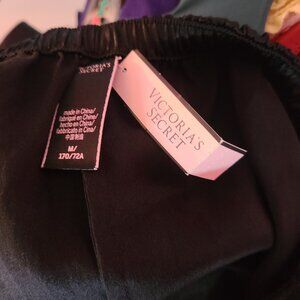 VICTORIA'S
SECRET
made in China/
fabriqué en Chine/
hecho en China/
fabbricato in Cina/
中国制造
M/
170/72A
VICTORIA'S
SECRET